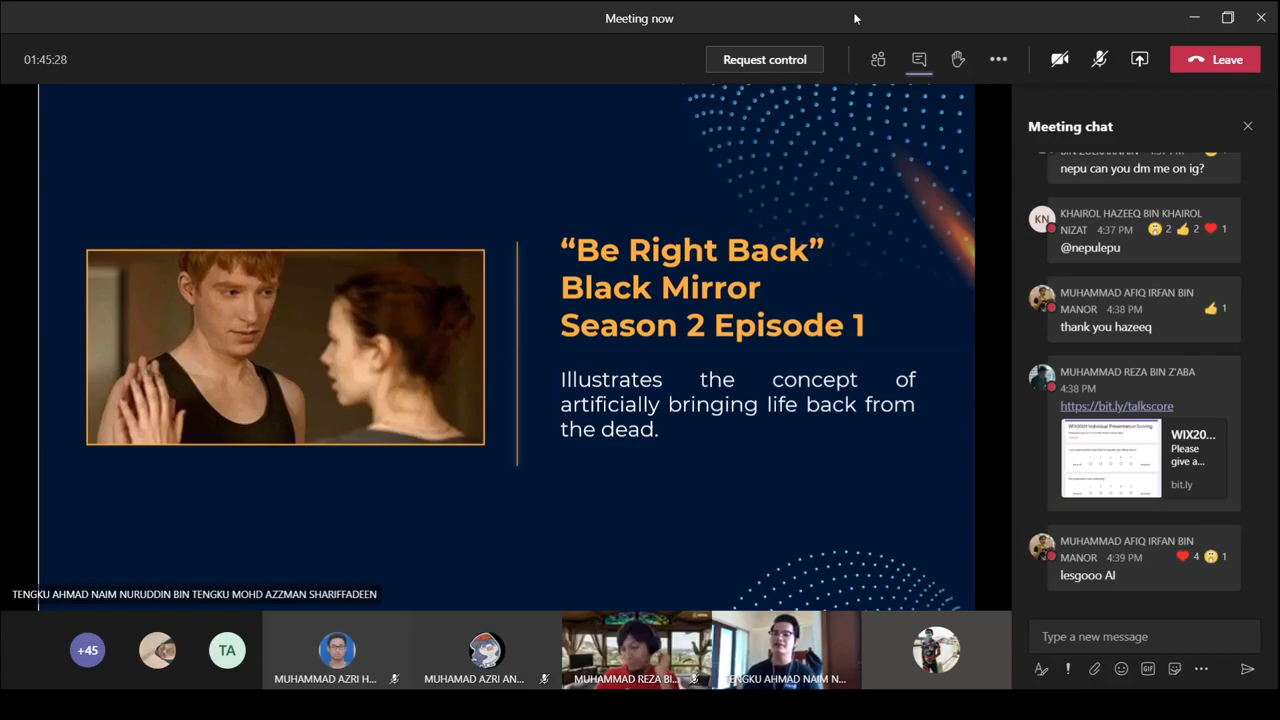 Meeting now
01:45:28
Request control
Leave
“Be Right Back”
Black Mirror
Season 2 Episode 1
Illustrates the concept of
artificially bringing life back from
the dead.
TENGKU AHMAD NAIM NURUDDIN BIN TENGKU MOHD AZZMAN SHARIFFADEEN
+45
TA
MUHAMMAD AZRI H...
MUHAMAD AZRI AN...
MUHAMMAD REZA BI...
TENGKU AHMAD NAIM N...
Meeting chat
nepu can you dm me on ig?
KN
KHAIROL HAZEEQ BIN KHAIROL
NIZAT 4:37 PM 2 2 1
@nepulepu
MUHAMMAD AFIQ IRFAN BIN
MANOR 4:38 PM 1
thank you hazeeq
MUHAMMAD REZA BIN Z'ABA
4:38 PM
https://bit.ly/talkscore
WIX2001 Individual Presentation Scoring
WIX20...
Please
give a...
bit.ly
MUHAMMAD AFIQ IRFAN BIN
MANOR 4:39 PM 4 1
lesgooo AI
Type a new message
GIF